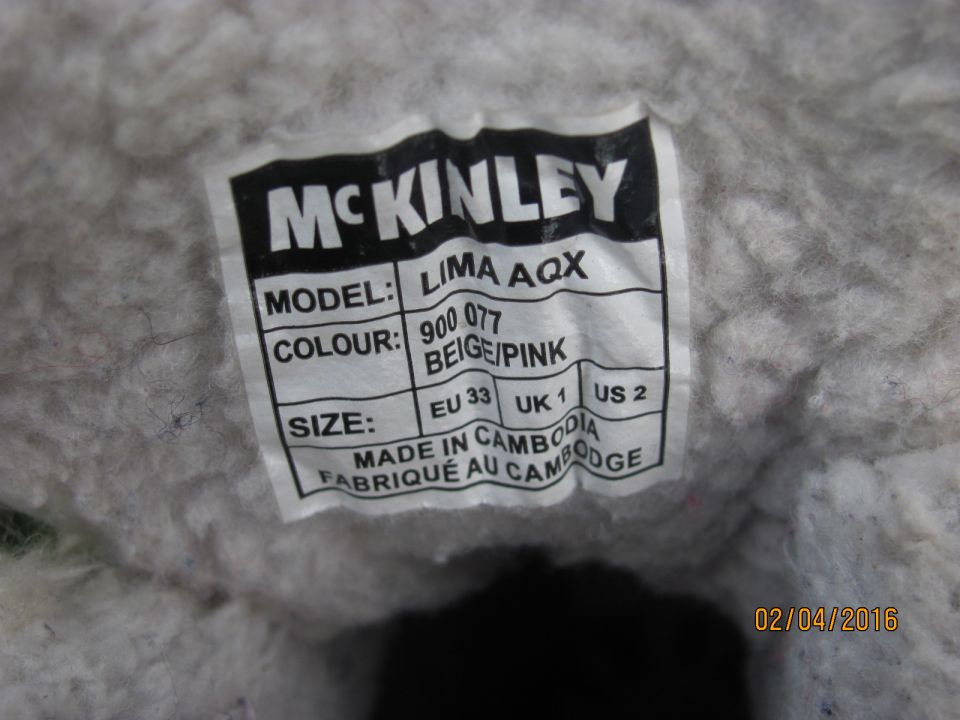 McKINLEY
MODEL: LIMA AQX
COLOUR: 900 077
BEIGE/PINK
SIZE: EU 33 UK 1 US 2
MADE IN CAMBODIA
FABRIQUÉ AU CAMBODGE
02/04/2016